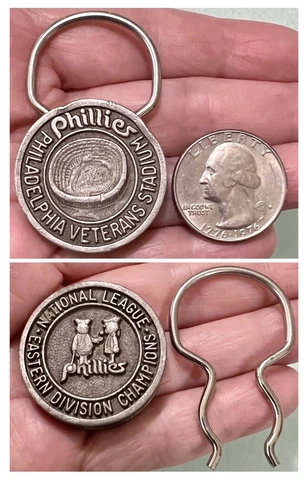 Phillies
PHILADELPHIA VETERANS STADIUM
LIBERTY
IN GOD WE
TRUST
1776-1976
NATIONAL LEAGUE
EASTERN DIVISION CHAMPIONS
phillies